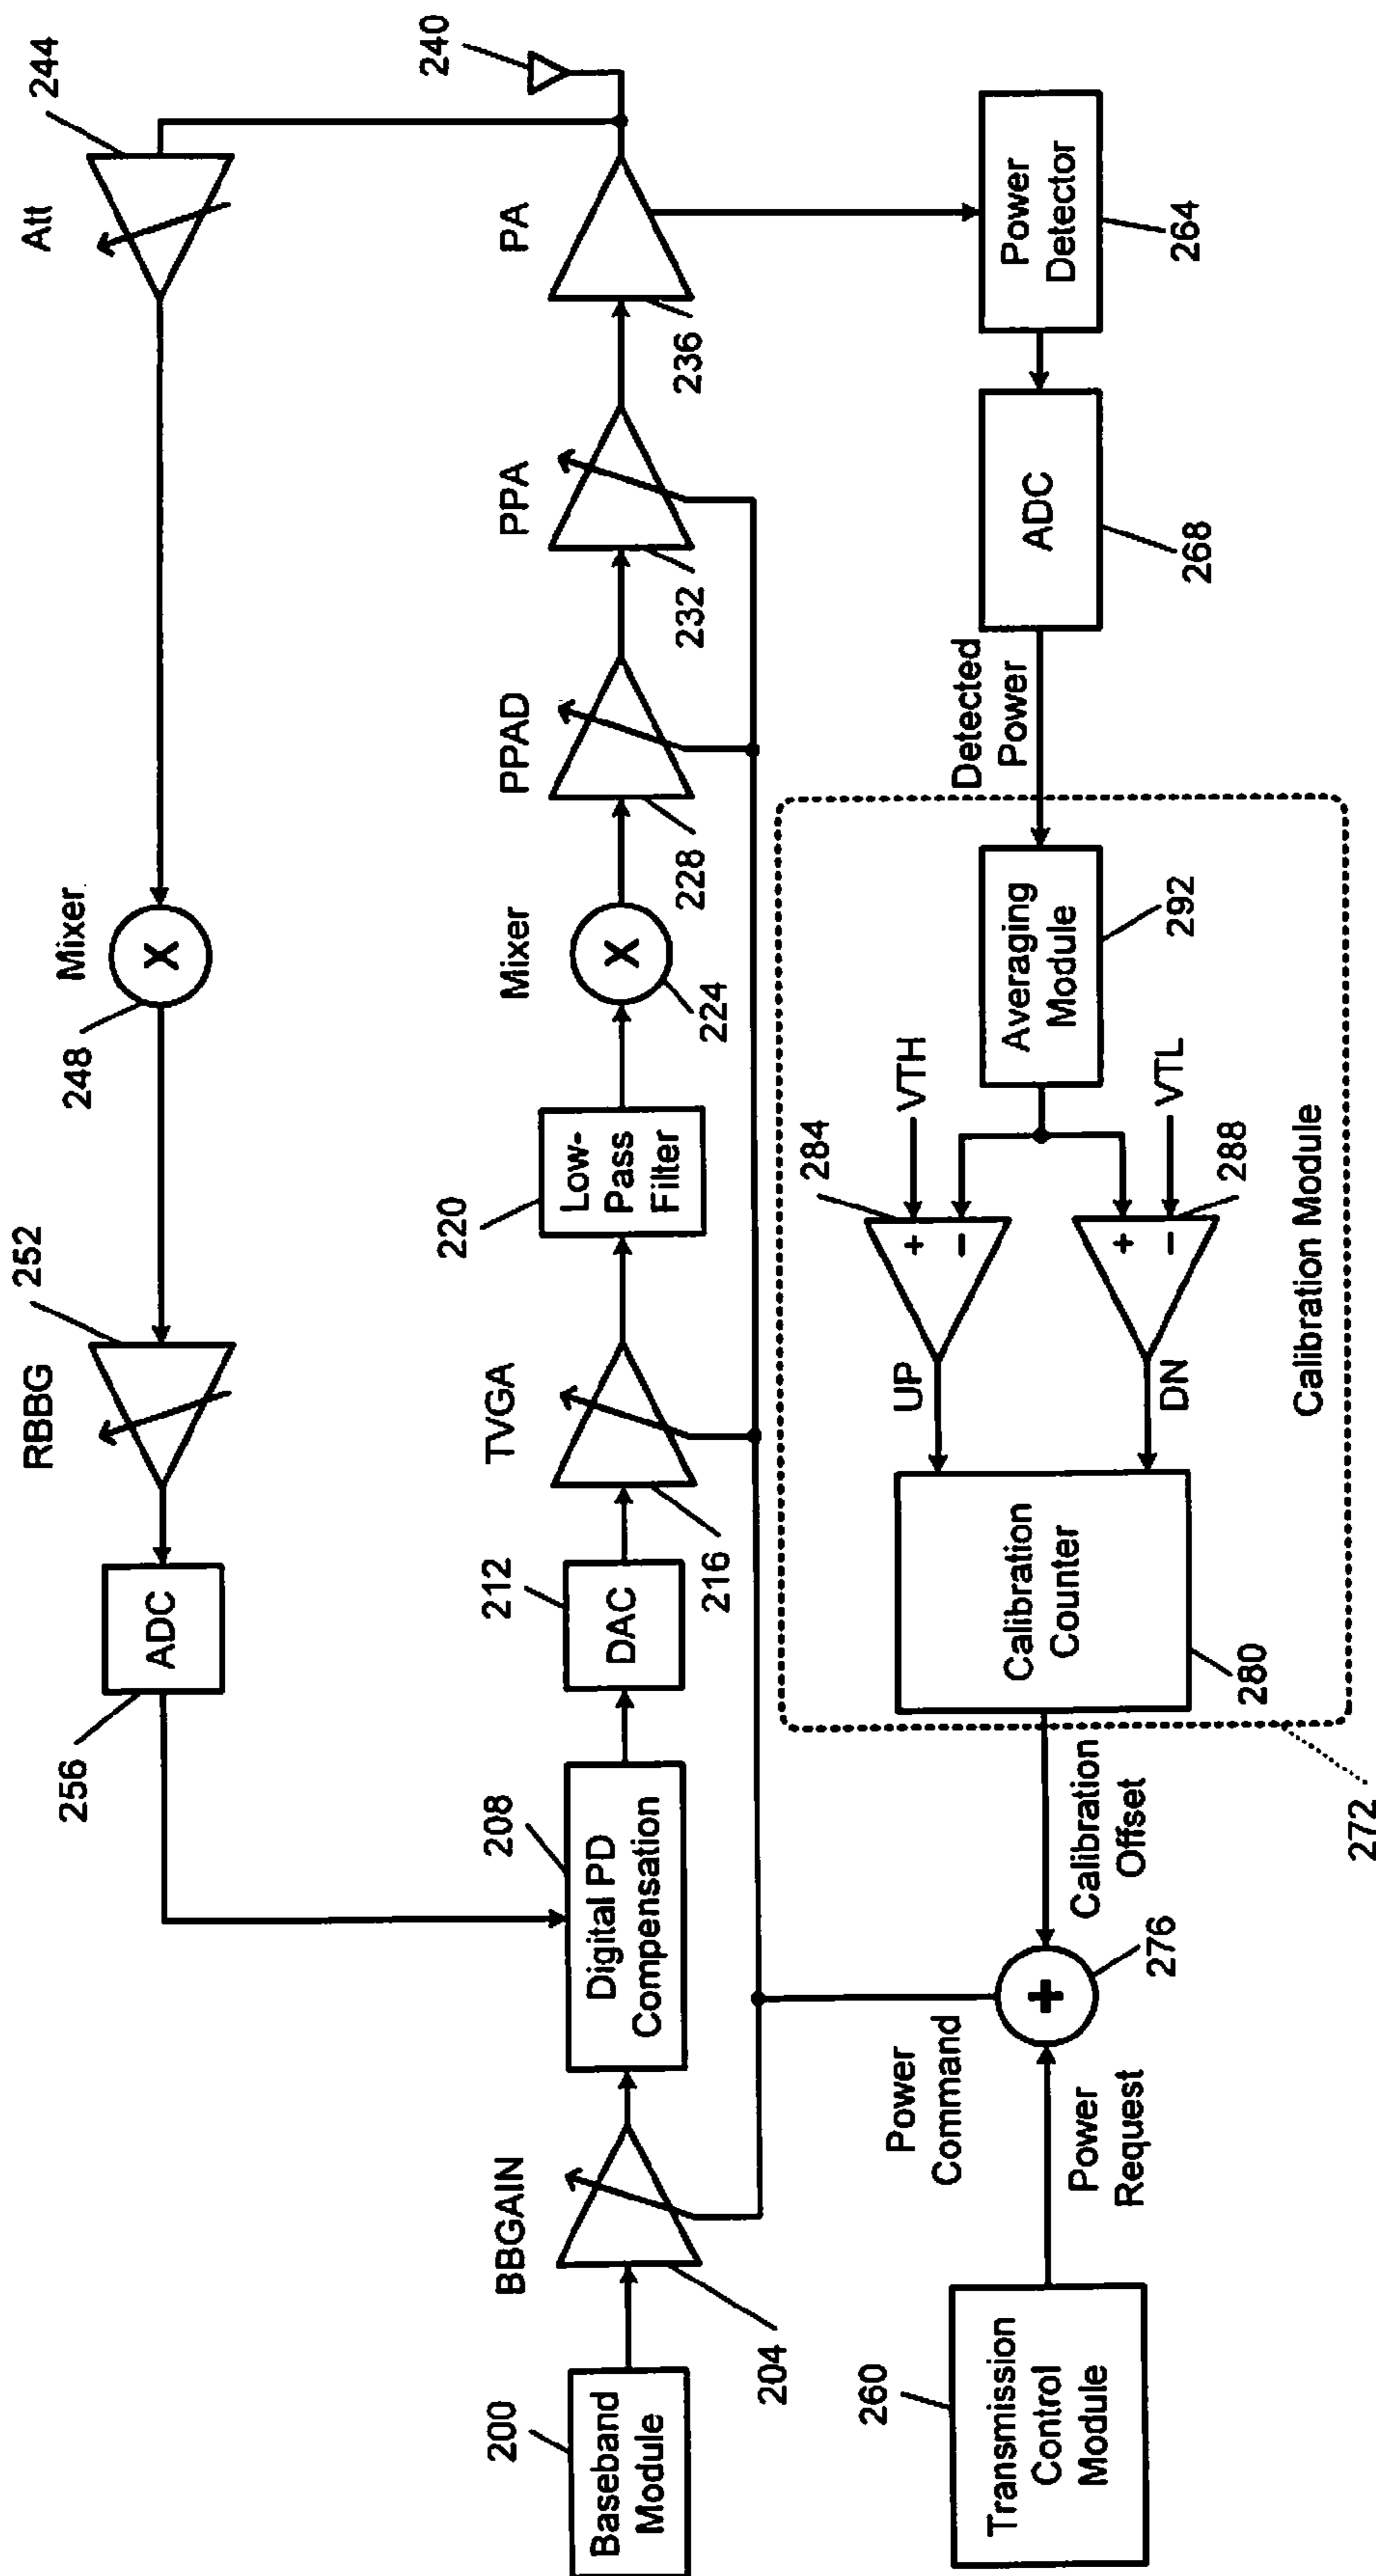 Att
244
Mixer
248
RBBG
252
ADC
256
240
PA
236
PPA
232
PPAD
228
Mixer
224
Low-
Pass
Filter
220
TVGA
216
DAC
212
Digital PD
Compensation
208
BBGAIN
204
Baseband
Module
200
Power
Detector
264
ADC
268
Detected
Power
Averaging
Module
292
VTH
284
+
−
VTL
288
+
−
UP
DN
Calibration
Counter
280
Calibration Module
272
Calibration
Offset
+
276
Power
Command
Power
Request
Transmission
Control
Module
260